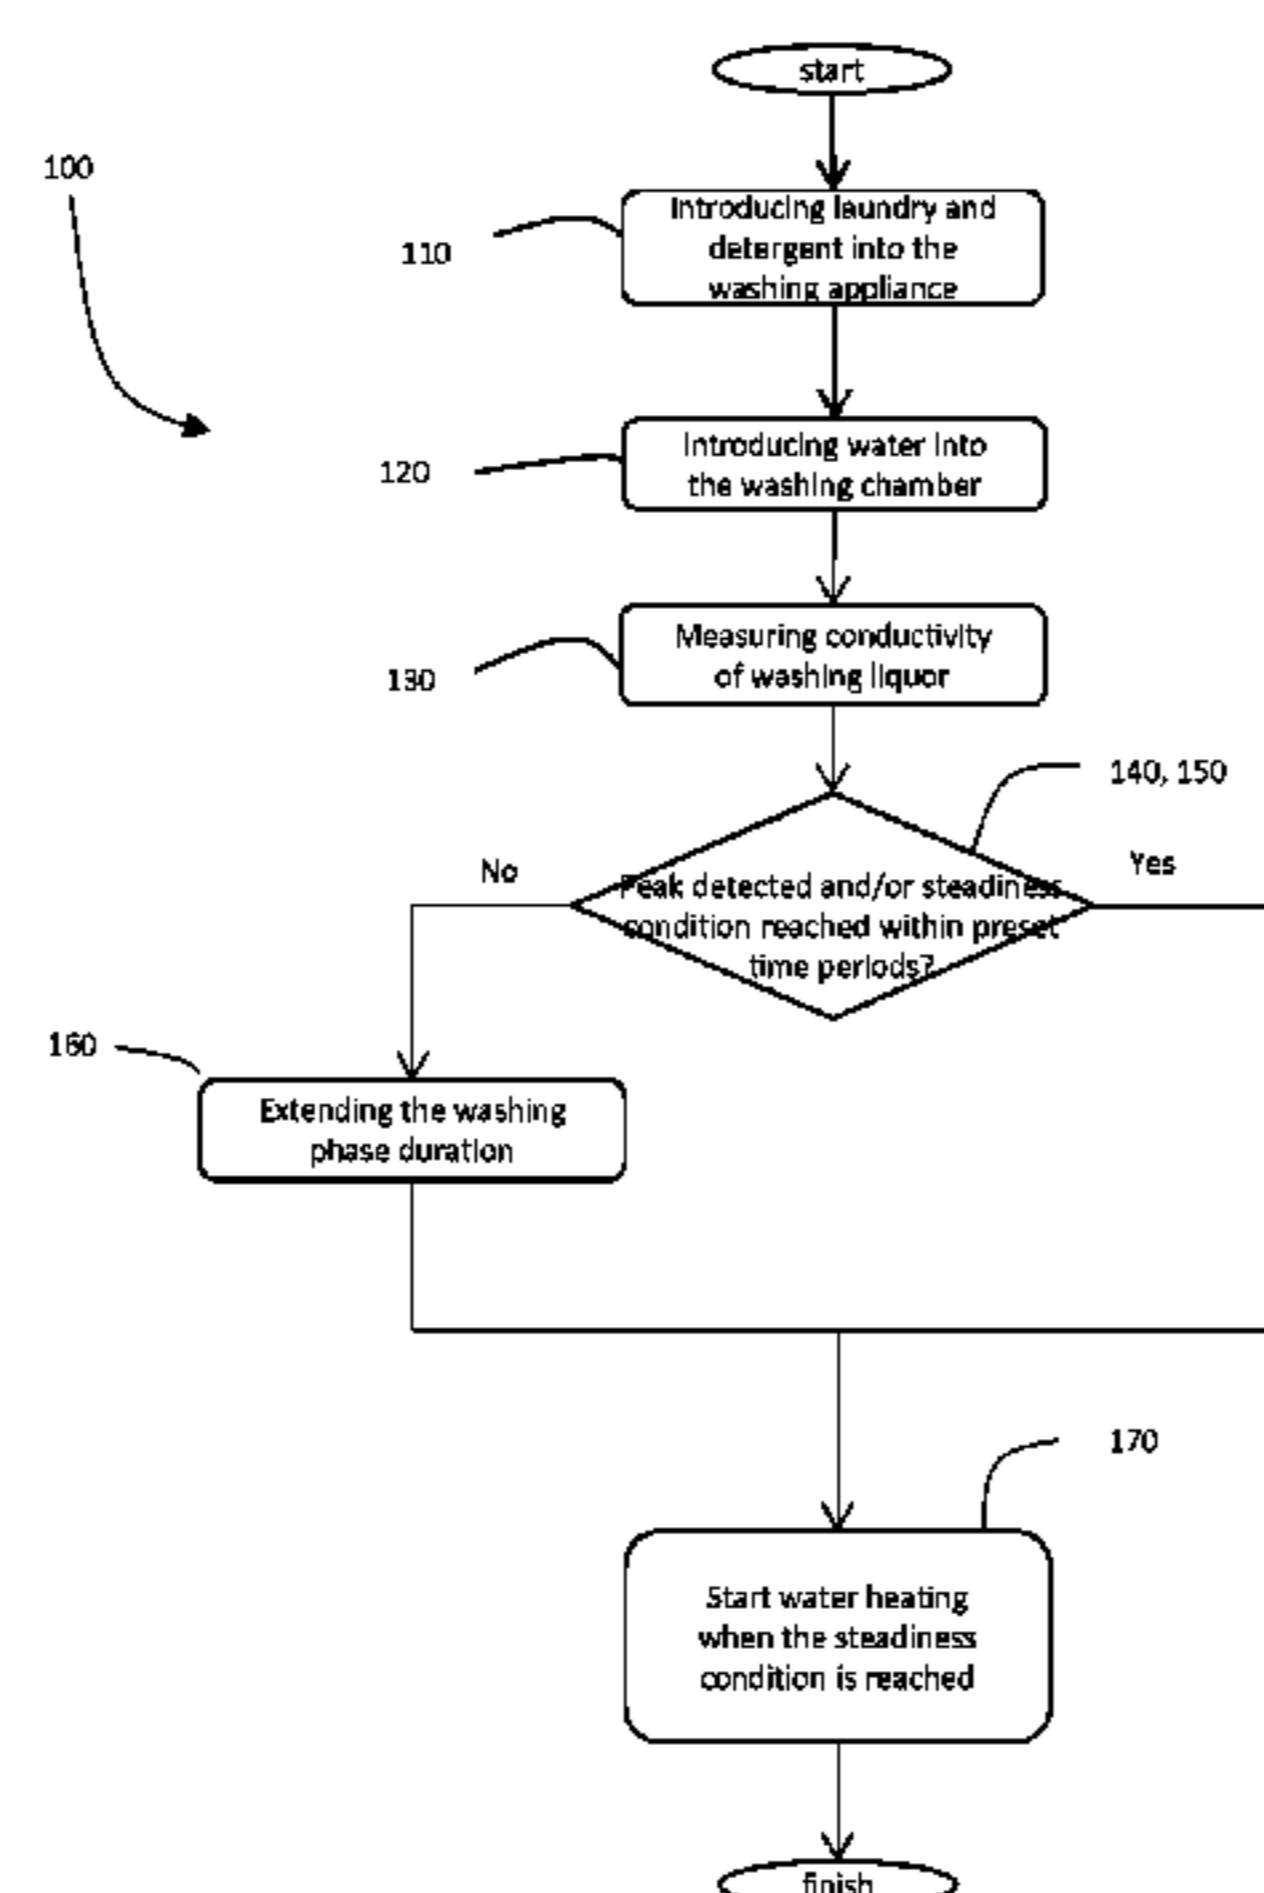 start
100
Introducing laundry and
detergent into the
washing appliance
110
Introducing water into
the washing chamber
120
Measuring conductivity
of washing liquor
130
140, 150
No
Yes
Peak detected and/or steadiness
condition reached within preset
time periods?
160
Extending the washing
phase duration
170
Start water heating
when the steadiness
condition is reached
finish